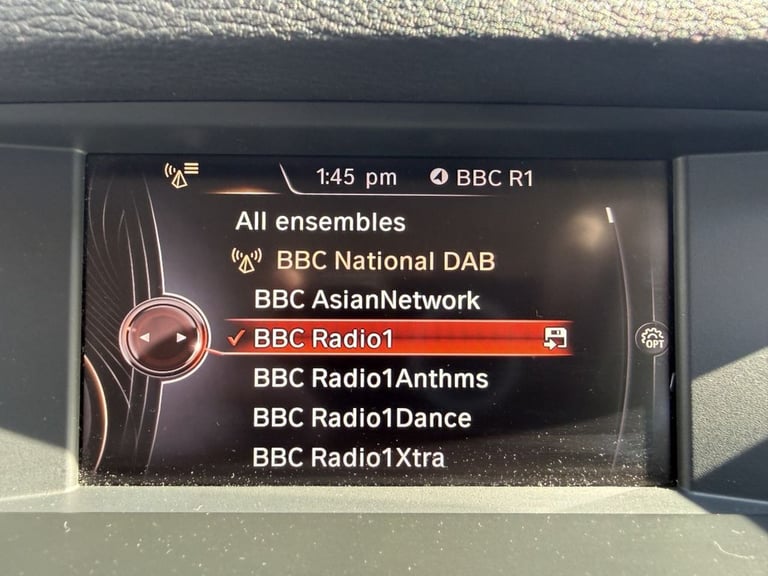 1:45 pm BBC R1
All ensembles
BBC National DAB
BBC AsianNetwork
BBC Radio1
OPT
BBC Radio1Anthms
BBC Radio1Dance
BBC Radio1Xtra